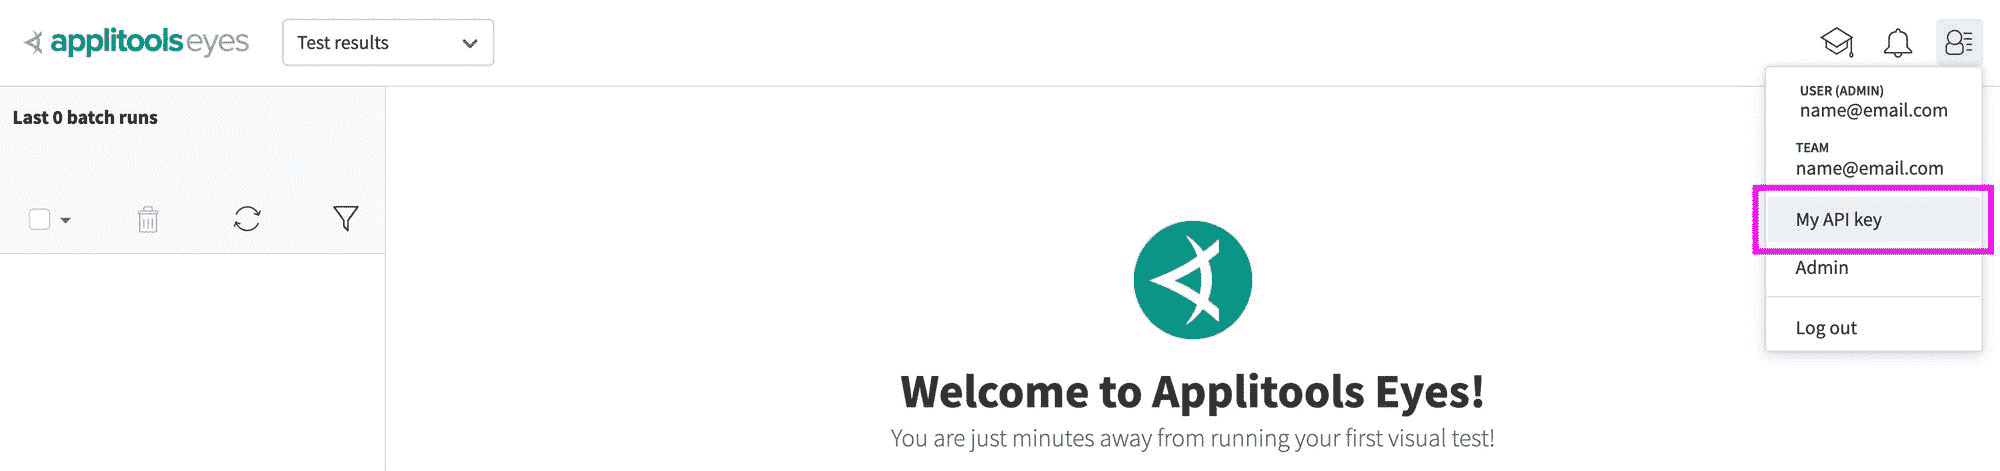 applitools eyes
Test results
USER (ADMIN)
name@email.com
TEAM
name@email.com
My API key
Admin
Log out
Last 0 batch runs
Welcome to Applitools Eyes!
You are just minutes away from running your first visual test!